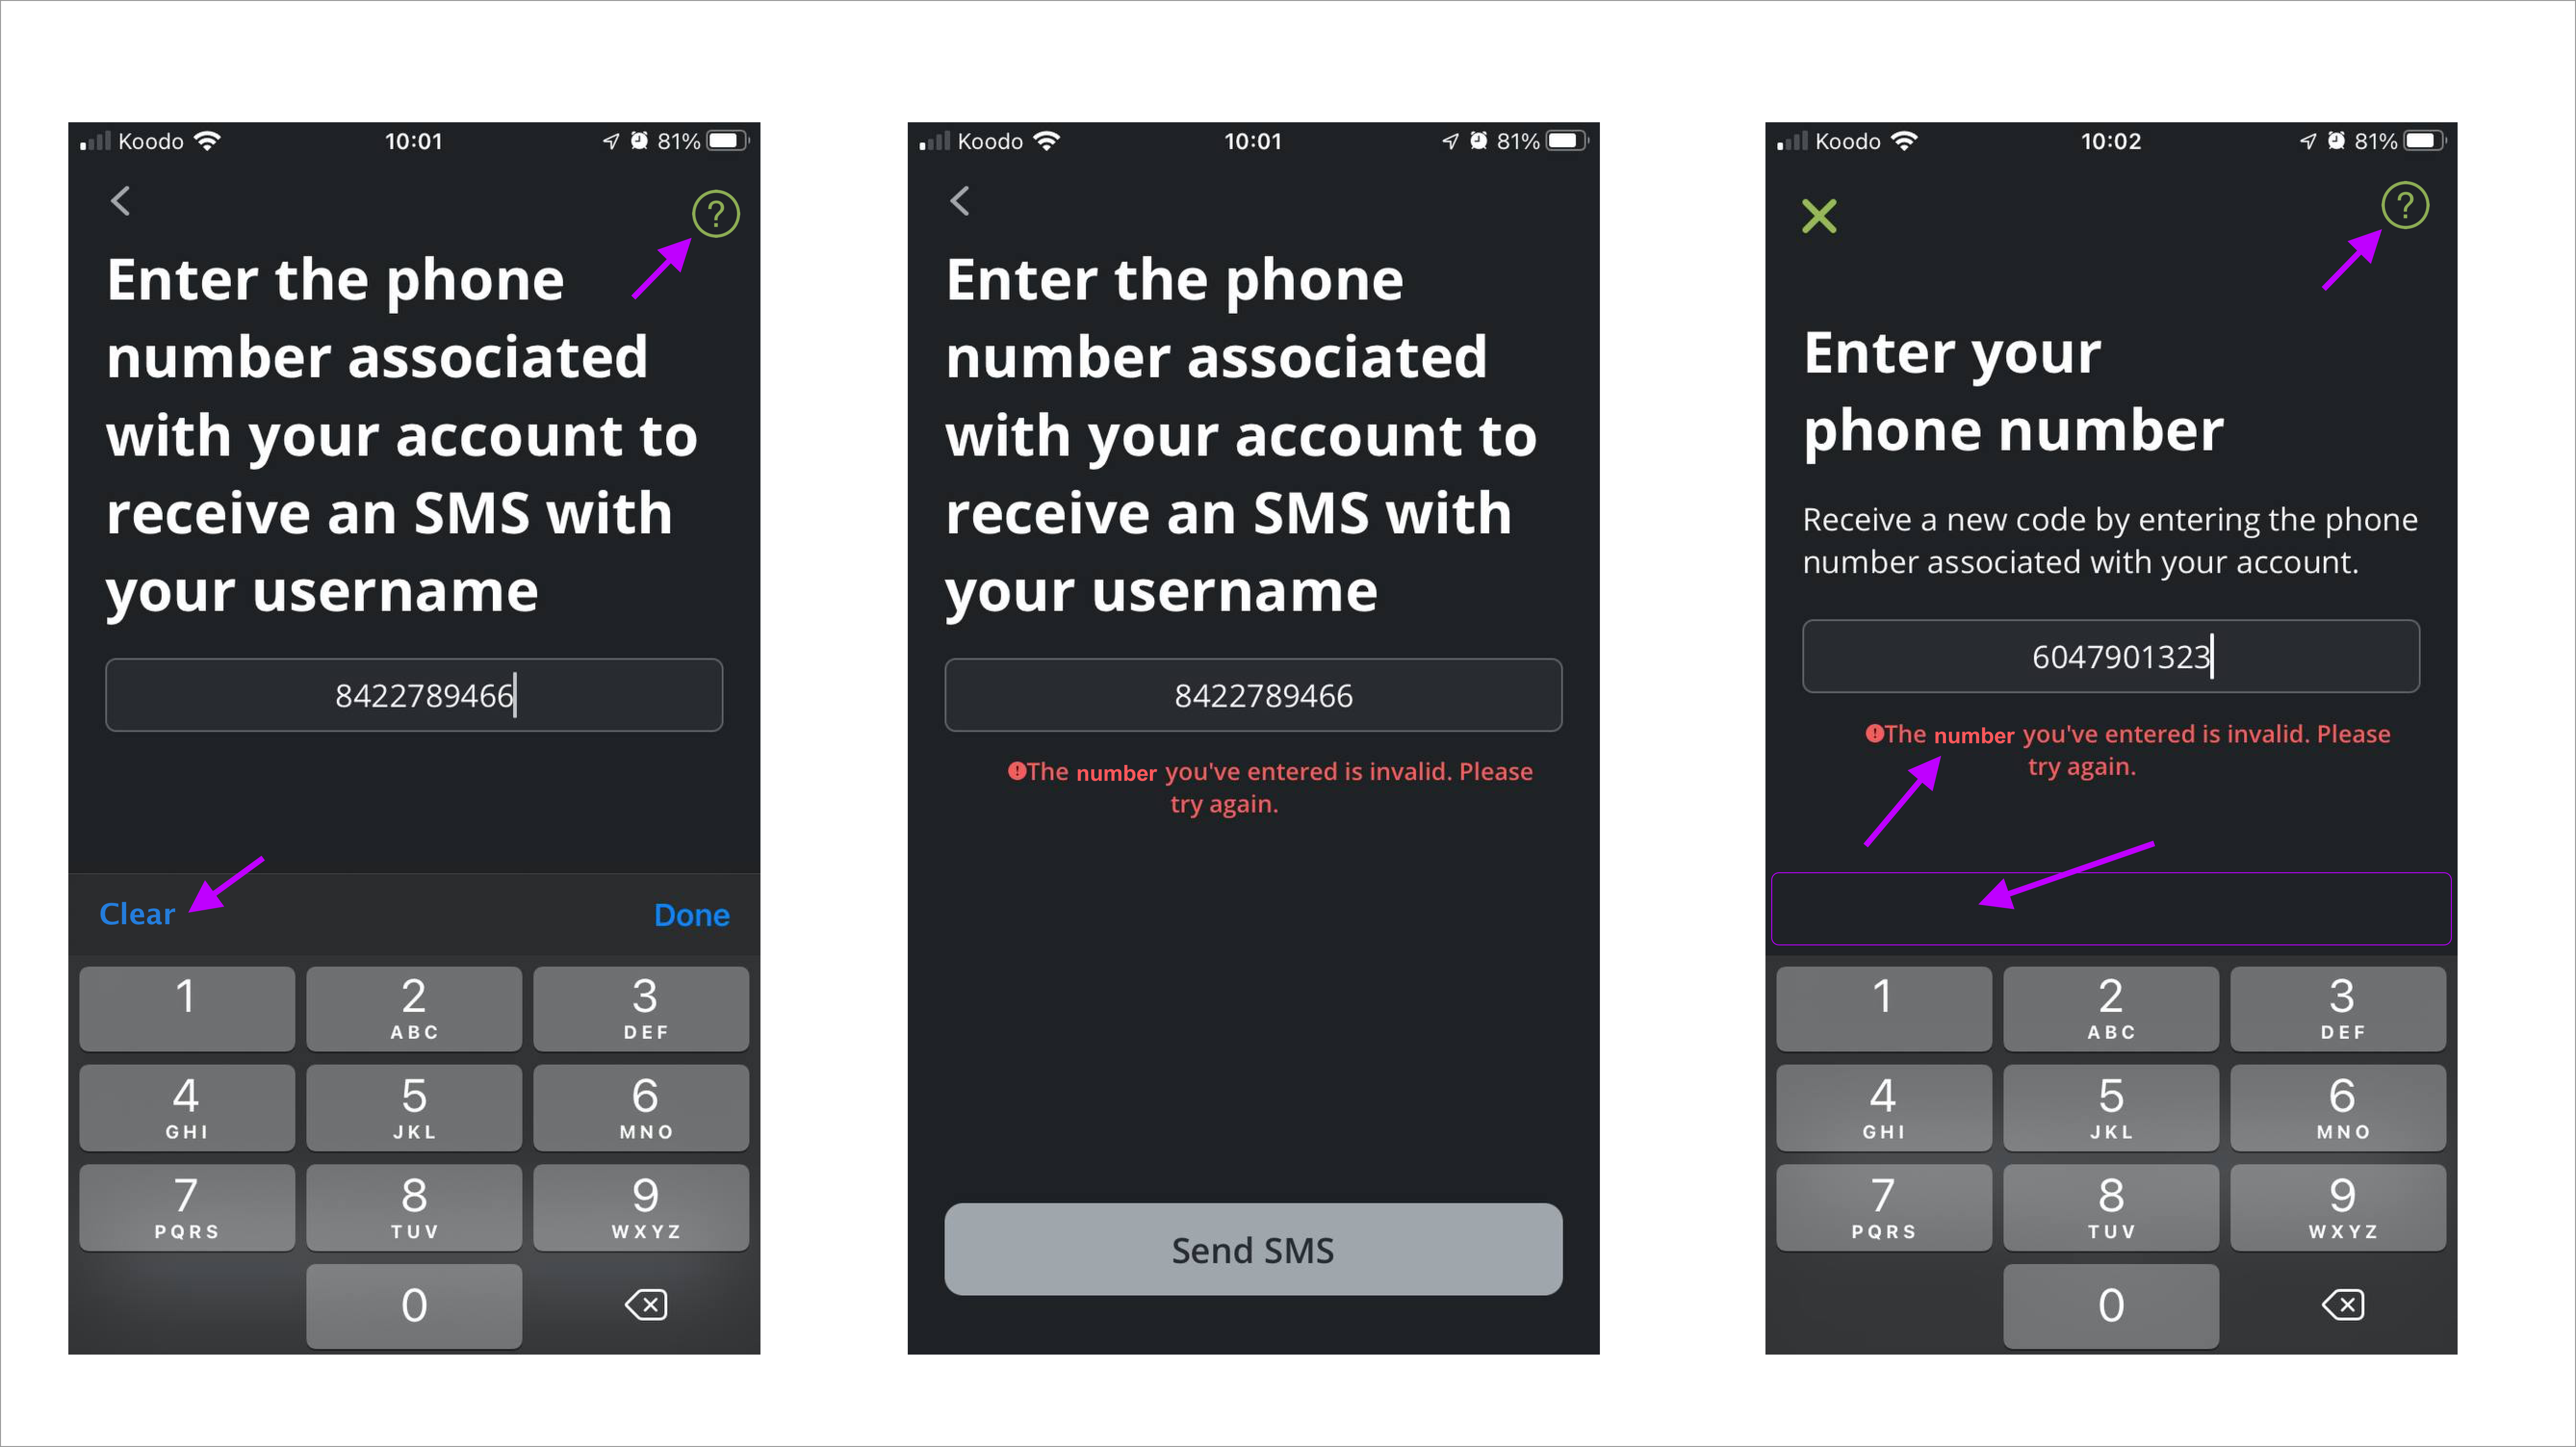 Koodo 10:01 81%
?
Enter the phone
number associated
with your account to
receive an SMS with
your username
8422789466
Clear Done
1 2 3
ABC DEF
4 5 6
GHI JKL MNO
7 8 9
PQRS TUV WXYZ
0
Koodo 10:01 81%
Enter the phone
number associated
with your account to
receive an SMS with
your username
8422789466
The number you've entered is invalid. Please
try again.
Send SMS
Koodo 10:02 81%
?
Enter your
phone number
Receive a new code by entering the phone
number associated with your account.
6047901323
The number you've entered is invalid. Please
try again.
1 2 3
ABC DEF
4 5 6
GHI JKL MNO
7 8 9
PQRS TUV WXYZ
0